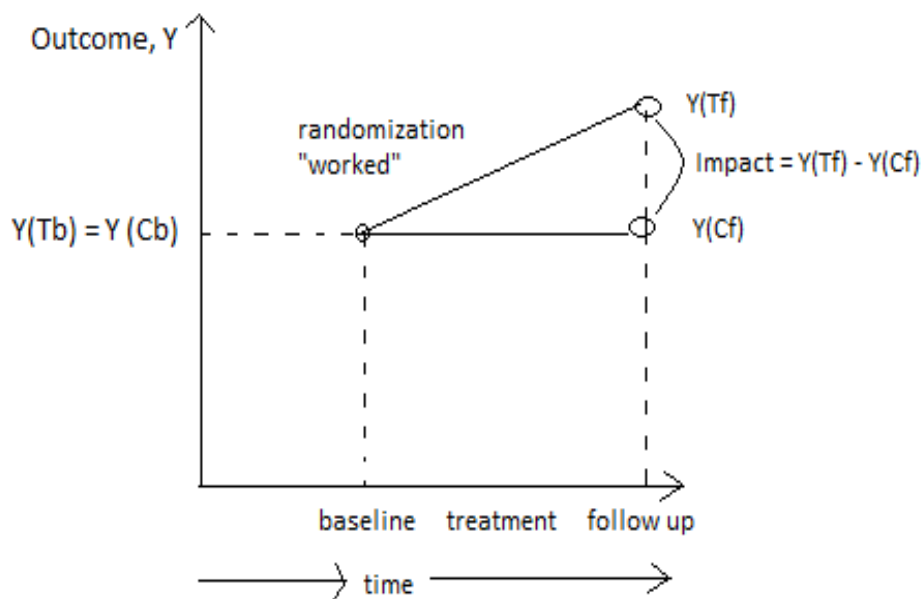 Outcome, Y
Y(Tf)
randomization
"worked"
Impact = Y(Tf) - Y(Cf)
Y(Tb) = Y (Cb)
Y(Cf)
baseline treatment follow up
time